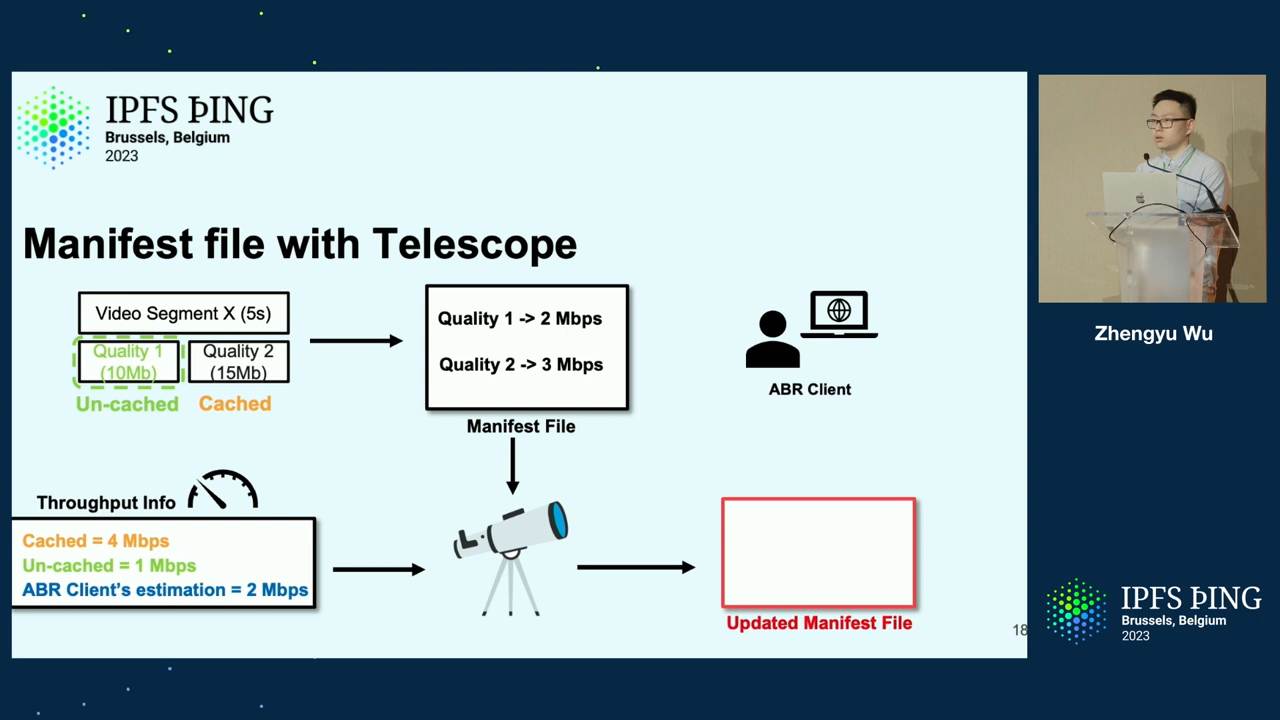 IPFS ÞING
Brussels, Belgium
2023
Manifest file with Telescope
Video Segment X (5s)
Quality 1
(10Mb)
Quality 2
(15Mb)
Un-cached
Cached
Quality 1 -> 2 Mbps
Quality 2 -> 3 Mbps
Manifest File
ABR Client
Throughput Info
Cached = 4 Mbps
Un-cached = 1 Mbps
ABR Client’s estimation = 2 Mbps
Updated Manifest File
18
Zhengyu Wu
IPFS ÞING
Brussels, Belgium
2023